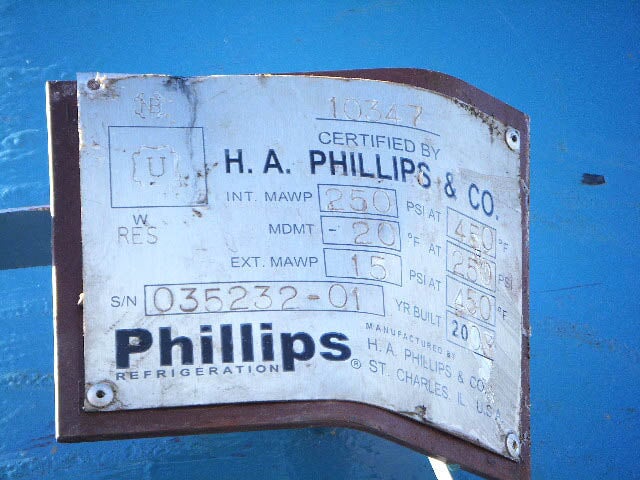 1B
10347
CERTIFIED BY
U
H. A. PHILLIPS & CO.
W
RES
INT. MAWP 250 PSI AT 450 °F
MDMT -20 °F AT 250 PSI
EXT. MAWP 15 PSI AT 450 °F
S/N 035232-01 YR BUILT
Phillips
REFRIGERATION ®
MANUFACTURED BY
H. A. PHILLIPS & CO.
ST. CHARLES, IL U.S.A.